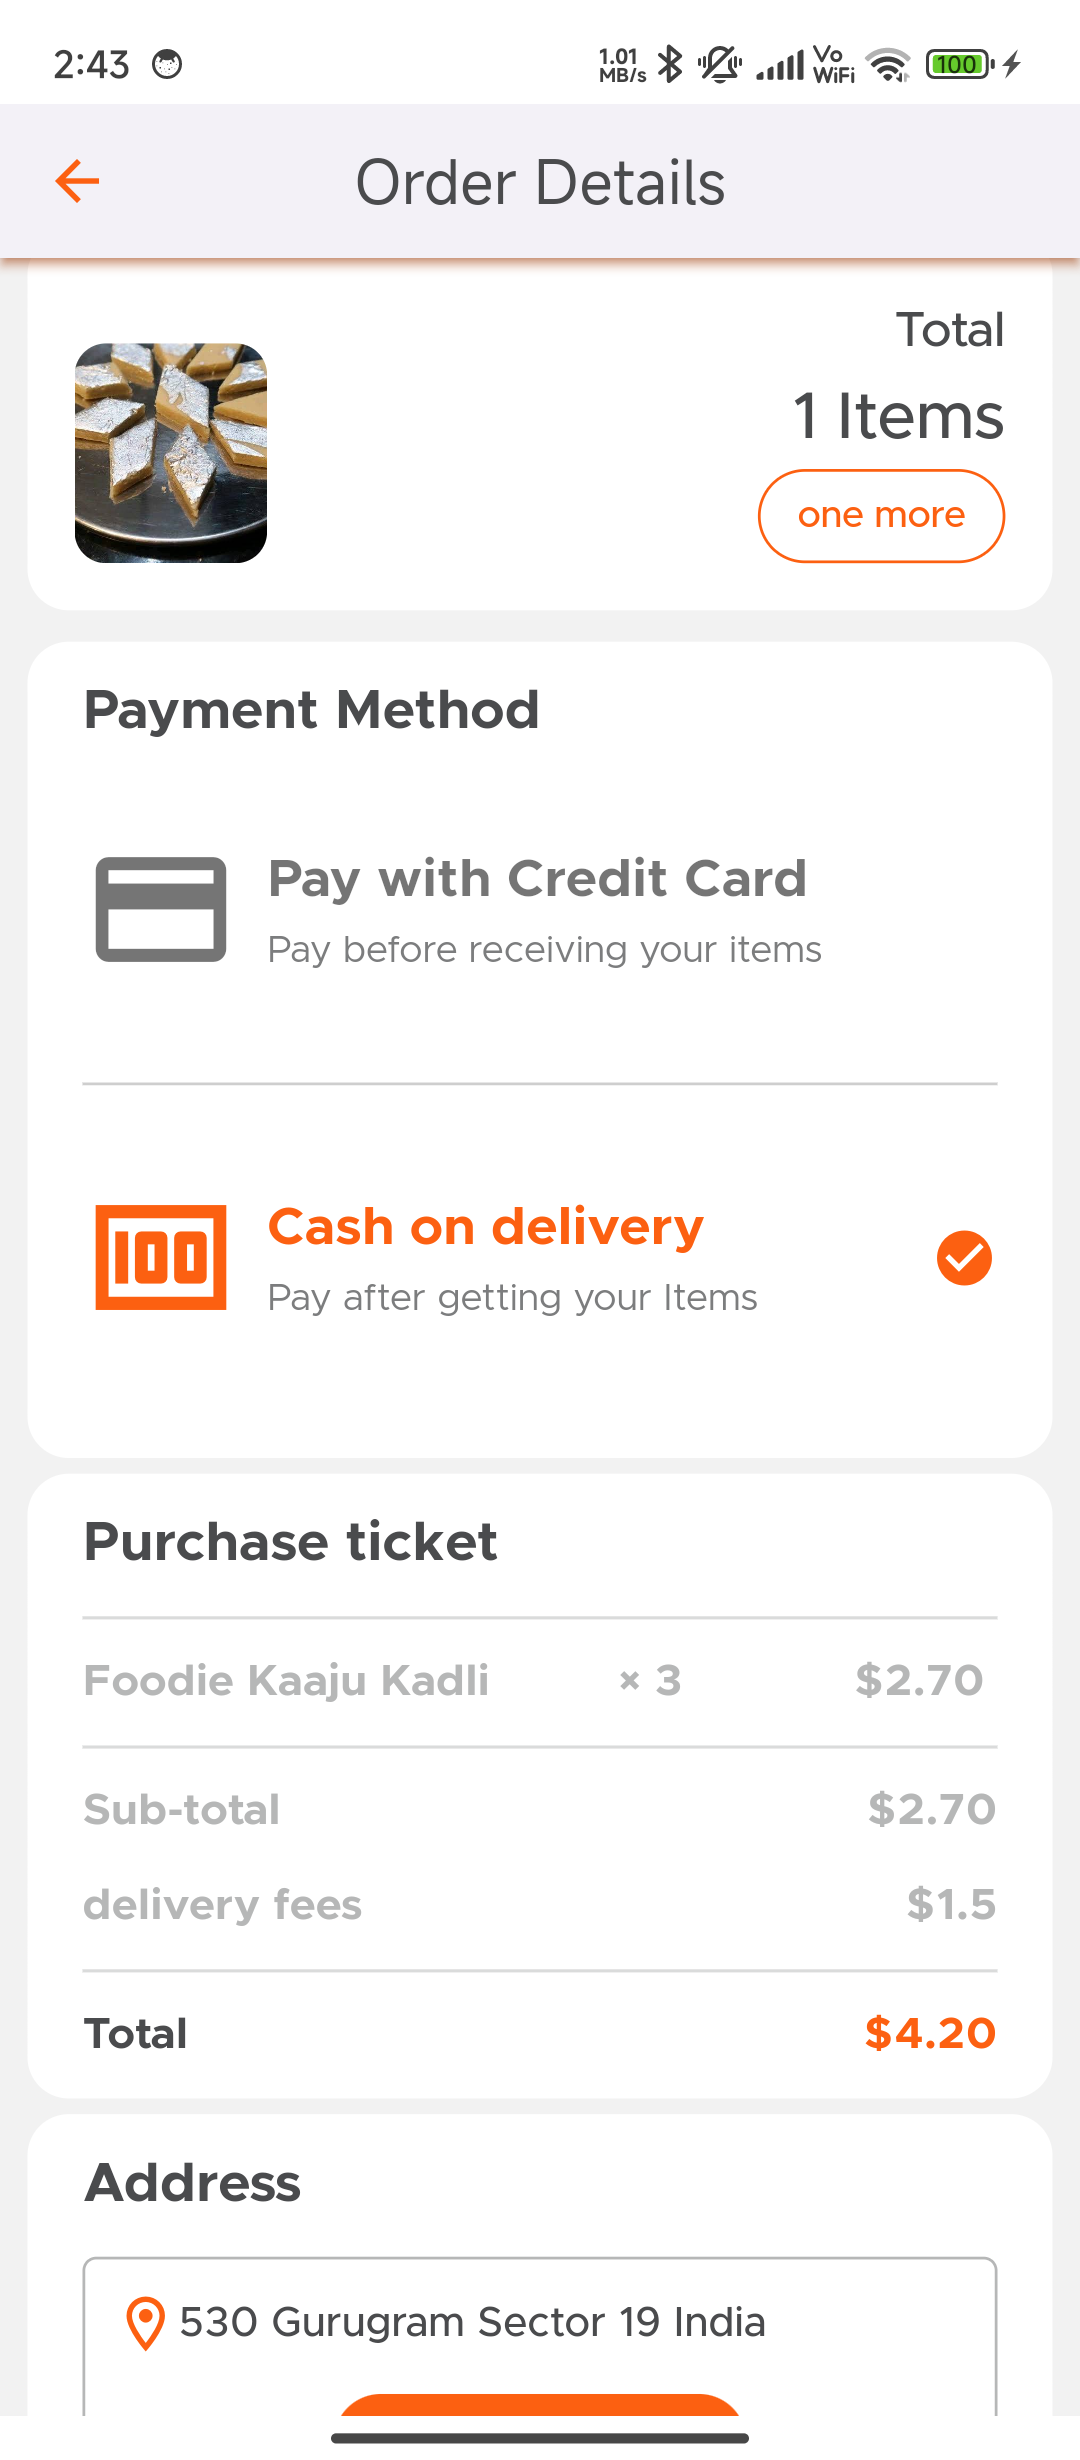 2:43 1.01 MB/s Vo WiFi 100
Order Details
Total
1 Items
one more
Payment Method
Pay with Credit Card
Pay before receiving your items
100
Cash on delivery
Pay after getting your Items
Purchase ticket
Foodie Kaaju Kadli × 3 $2.70
Sub-total $2.70
delivery fees $1.5
Total $4.20
Address
530 Gurugram Sector 19 India